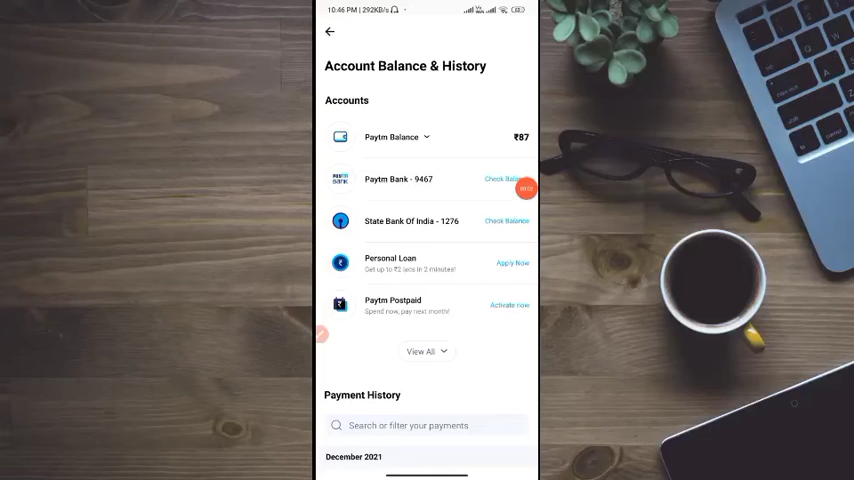 10:46 PM | 292KB/s
Account Balance & History
Accounts
Paytm Balance
₹87
Paytm Bank - 9467
Check
State Bank Of India - 1276
Check Balance
Personal Loan
Get up to ₹2 lacs in 2 minutes!
Apply Now
Paytm Postpaid
Spend now, pay next month!
Activate now
View All
Payment History
Search or filter your payments
December 2021